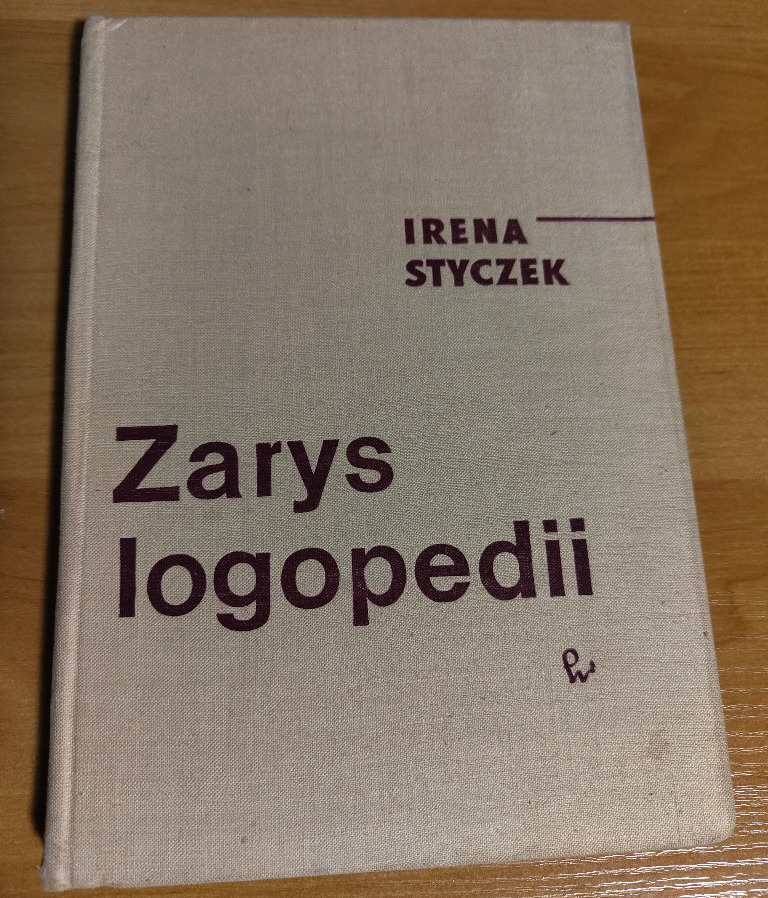 IRENA
STYCZEK
Zarys
logopedii